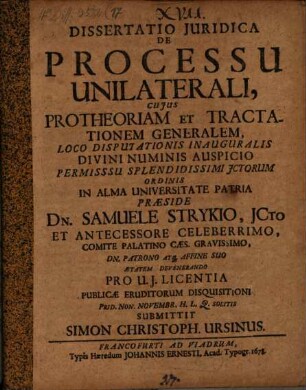 XVII.
DISSERTATIO JURIDICA
DE
PROCESSU
UNILATERALI,
CUJUS
PROTHEORIAM ET TRACTA-
TIONEM GENERALEM,
LOCO DISPUTATIONIS INAUGURALIS
DIVINI NUMINIS AUSPICIO
PERMISSSU SPLENDIDISSIMI JCTORUM
ORDINIS
IN ALMA UNIVERSITATE PATRIA
PRÆSIDE
DN. SAMUELE STRYKIO, JCTO
ET ANTECESSORE CELEBERRIMO,
COMITE PALATINO CÆS. GRAVISSIMO,
DN. PATRONO ATQ; AFFINE SUO
ÆTATEM DEVENERANDO
PRO U. J. LICENTIA
PUBLICÆ ERUDITORUM DISQUISITIONI
PRID. NON. NOVEMBR. H. L. Q. SOLITIS
SUBMITTIT
SIMON CHRISTOPH. URSINUS.
FRANCOFURTI AD VIADRUM,
Typis Hæredum JOHANNIS ERNESTI, Acad. Typogr. 1678.